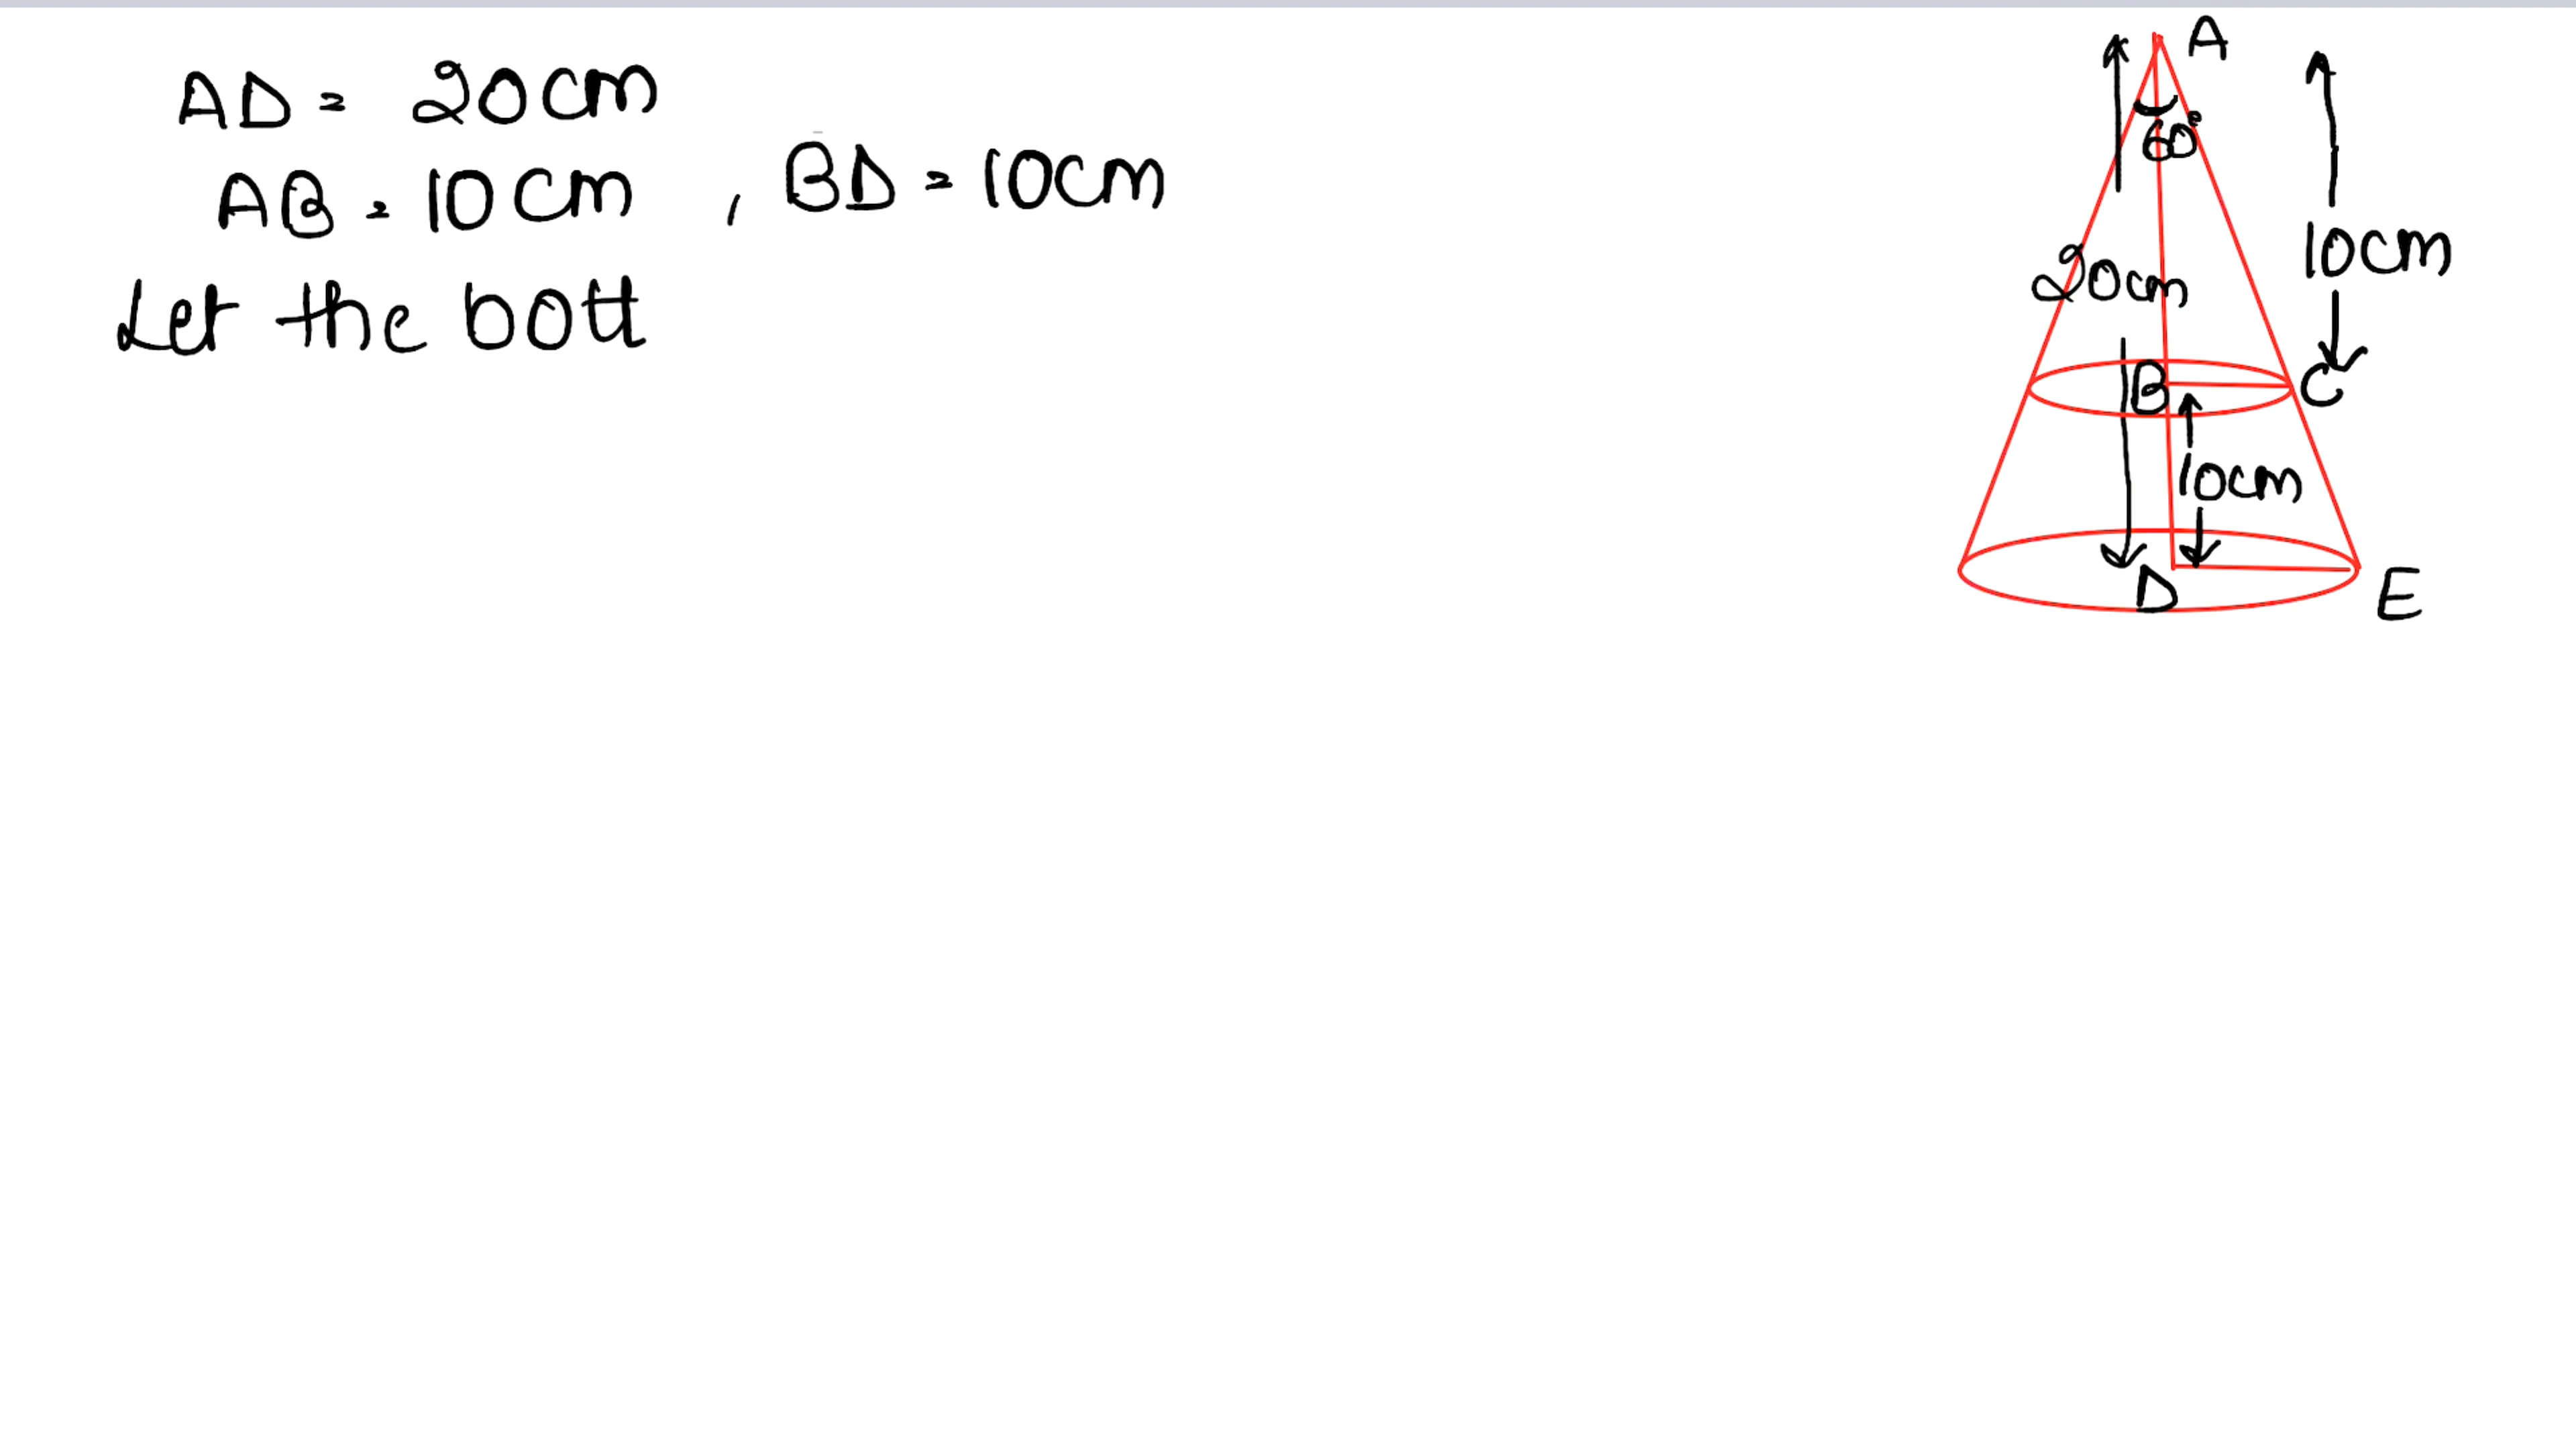 AD = 20cm
AB = 10cm , BD = 10cm
Let the bott
A
60°
10cm
20cm
B
C
10cm
D
E